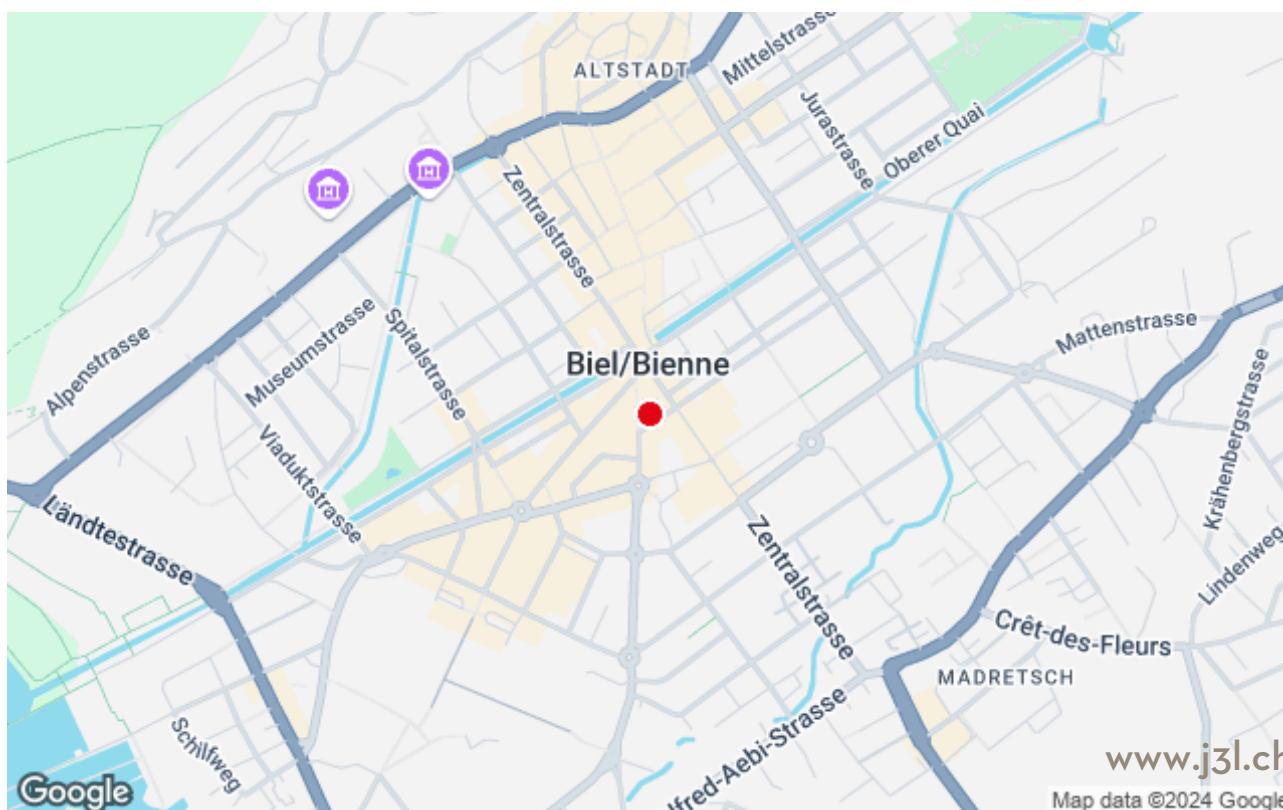 ALTSTADT
Mittelstrasse
Jurastrasse
Oberer Quai
Zentralstrasse
Museumstrasse
Spitalstrasse
Alpenstrasse
Biel/Bienne
Mattenstrasse
Krähenbergstrasse
Viaduktstrasse
Ländtestrasse
Zentralstrasse
Lindenweg
Crêt-des-Fleurs
MADRETSCH
Schilfweg
lfred-Aebi-Strasse
www.j3l.ch
Google
Map data ©2024 Google